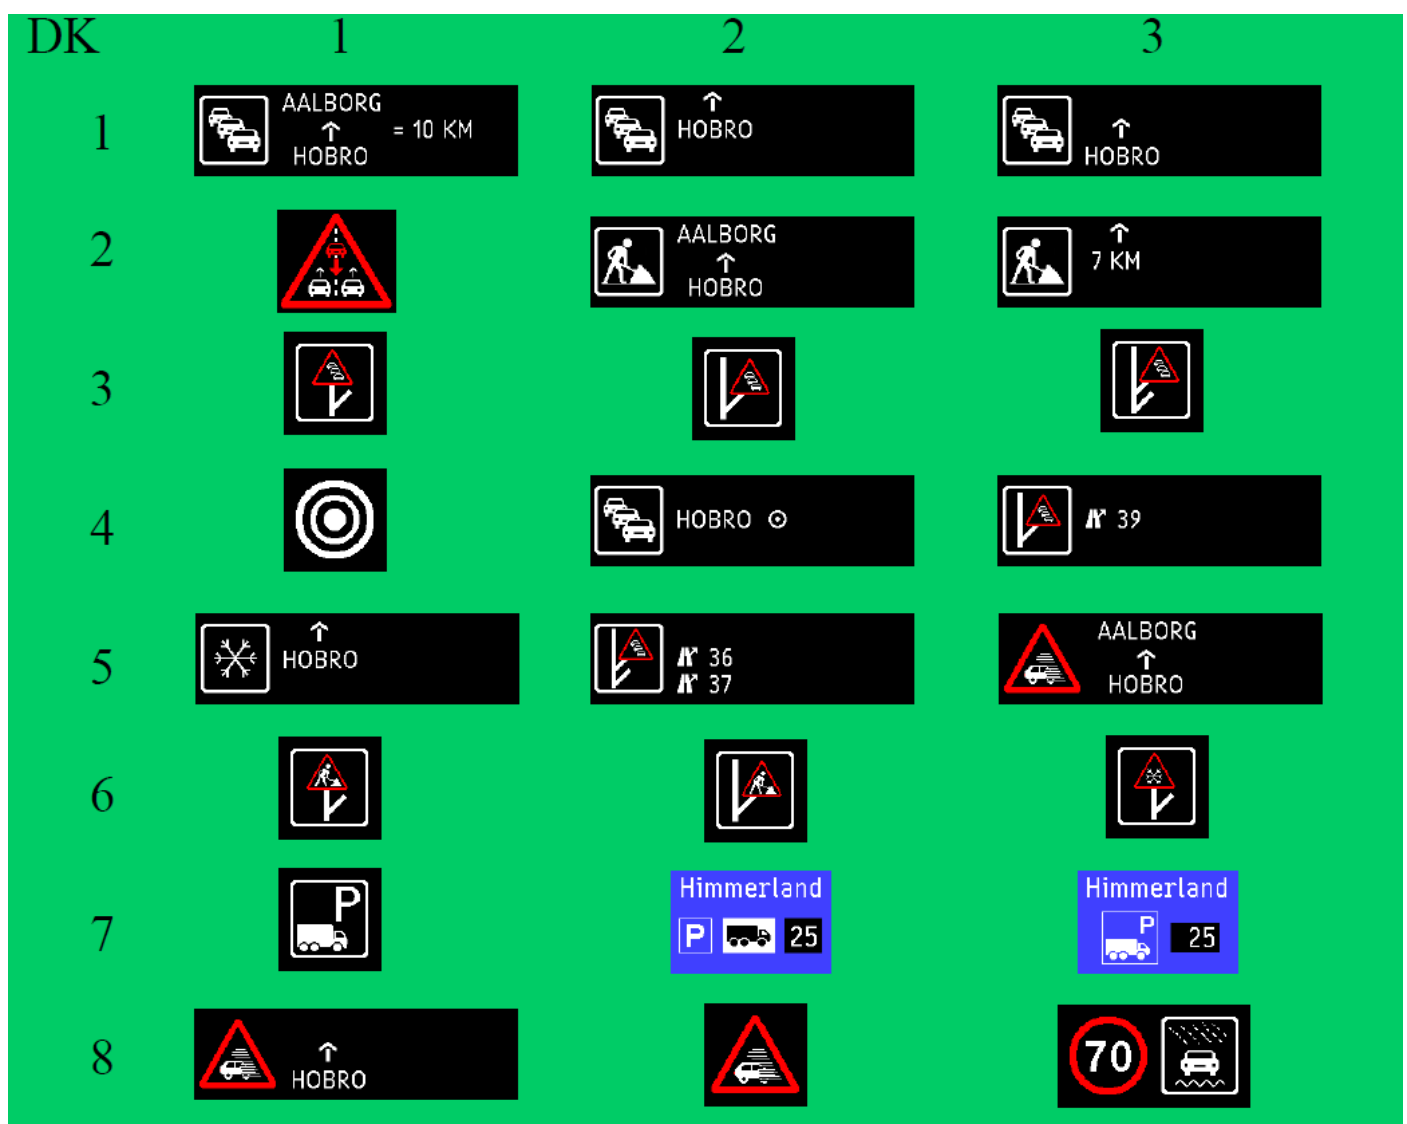 DK 1 2 3
1
AALBORG
↑ = 10 KM
HOBRO
↑
HOBRO
↑
HOBRO
2
AALBORG
↑
HOBRO
↑
7 KM
3
4
HOBRO
39
5
↑
HOBRO
36
37
AALBORG
↑
HOBRO
6
7
P
Himmerland
P 25
Himmerland
P
25
8
↑
HOBRO
70